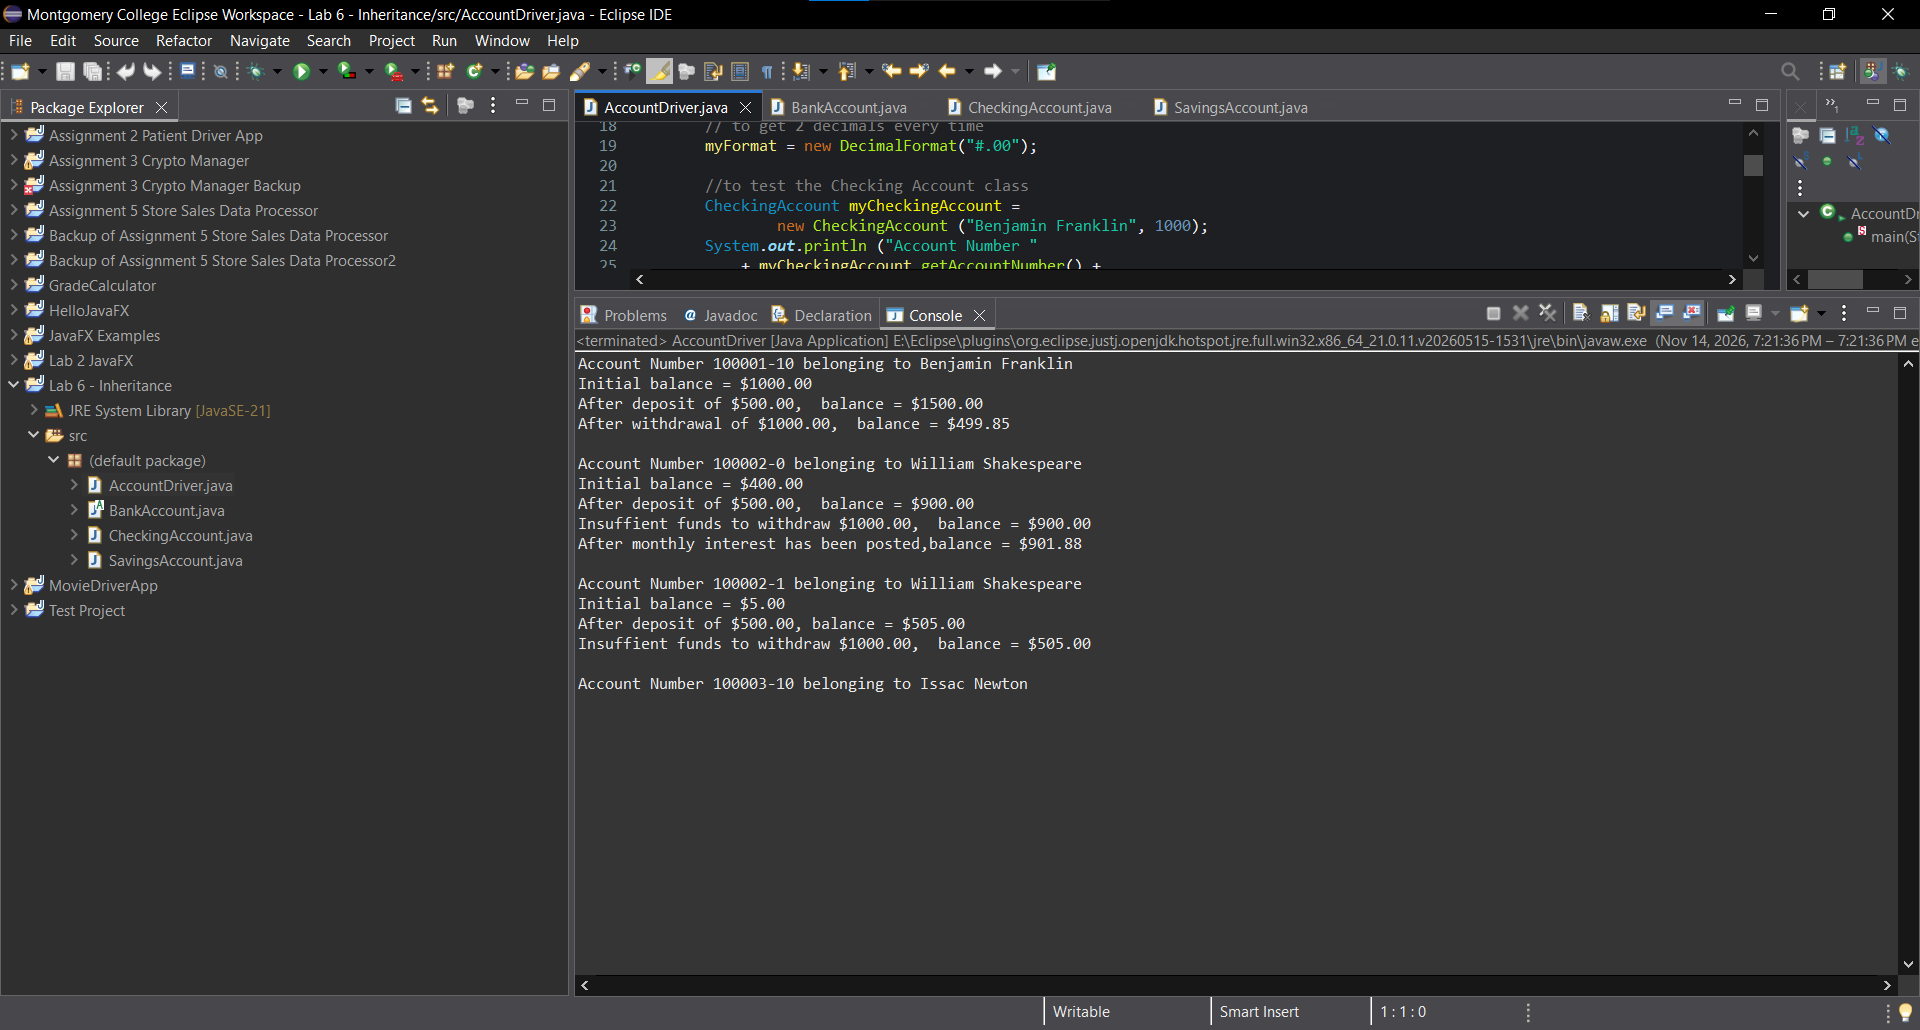 Montgomery College Eclipse Workspace - Lab 6 - Inheritance/src/AccountDriver.java - Eclipse IDE
File Edit Source Refactor Navigate Search Project Run Window Help
Package Explorer
Assignment 2 Patient Driver App
Assignment 3 Crypto Manager
Assignment 3 Crypto Manager Backup
Assignment 5 Store Sales Data Processor
Backup of Assignment 5 Store Sales Data Processor
Backup of Assignment 5 Store Sales Data Processor2
GradeCalculator
HelloJavaFX
JavaFX Examples
Lab 2 JavaFX
Lab 6 - Inheritance
JRE System Library [JavaSE-21]
src
(default package)
AccountDriver.java
BankAccount.java
CheckingAccount.java
SavingsAccount.java
MovieDriverApp
Test Project
AccountDriver.java BankAccount.java CheckingAccount.java SavingsAccount.java
18 // to get 2 decimals every time
19 myFormat = new DecimalFormat("#.00");
20
21 //to test the Checking Account class
22 CheckingAccount myCheckingAccount =
23 new CheckingAccount ("Benjamin Franklin", 1000);
24 System.out.println ("Account Number "
25 + myCheckingAccount.getAccountNumber() +
AccountDr
main(S
Problems Javadoc Declaration Console
<terminated> AccountDriver [Java Application] E:\Eclipse\plugins\org.eclipse.justj.openjdk.hotspot.jre.full.win32.x86_64_21.0.11.v20260515-1531\jre\bin\javaw.exe (Nov 14, 2026, 7:21:36 PM – 7:21:36 PM e
Account Number 100001-10 belonging to Benjamin Franklin
Initial balance = $1000.00
After deposit of $500.00,  balance = $1500.00
After withdrawal of $1000.00,  balance = $499.85
Account Number 100002-0 belonging to William Shakespeare
Initial balance = $400.00
After deposit of $500.00,  balance = $900.00
Insuffient funds to withdraw $1000.00,  balance = $900.00
After monthly interest has been posted,balance = $901.88
Account Number 100002-1 belonging to William Shakespeare
Initial balance = $5.00
After deposit of $500.00, balance = $505.00
Insuffient funds to withdraw $1000.00,  balance = $505.00
Account Number 100003-10 belonging to Issac Newton
Writable Smart Insert 1 : 1 : 0